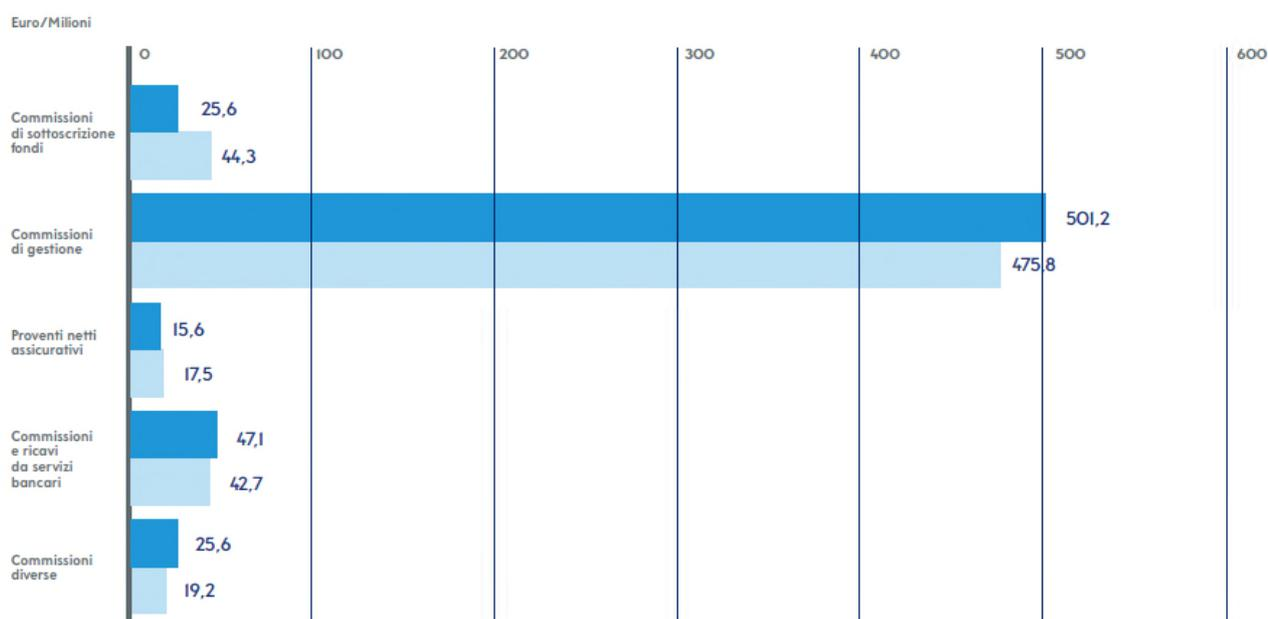 Euro/Milioni
0 100 200 300 400 500 600
Commissioni
di sottoscrizione
fondi
25,6
44,3
Commissioni
di gestione
501,2
475,8
Proventi netti
assicurativi
15,6
17,5
Commissioni
e ricavi
da servizi
bancari
47,1
42,7
Commissioni
diverse
25,6
19,2